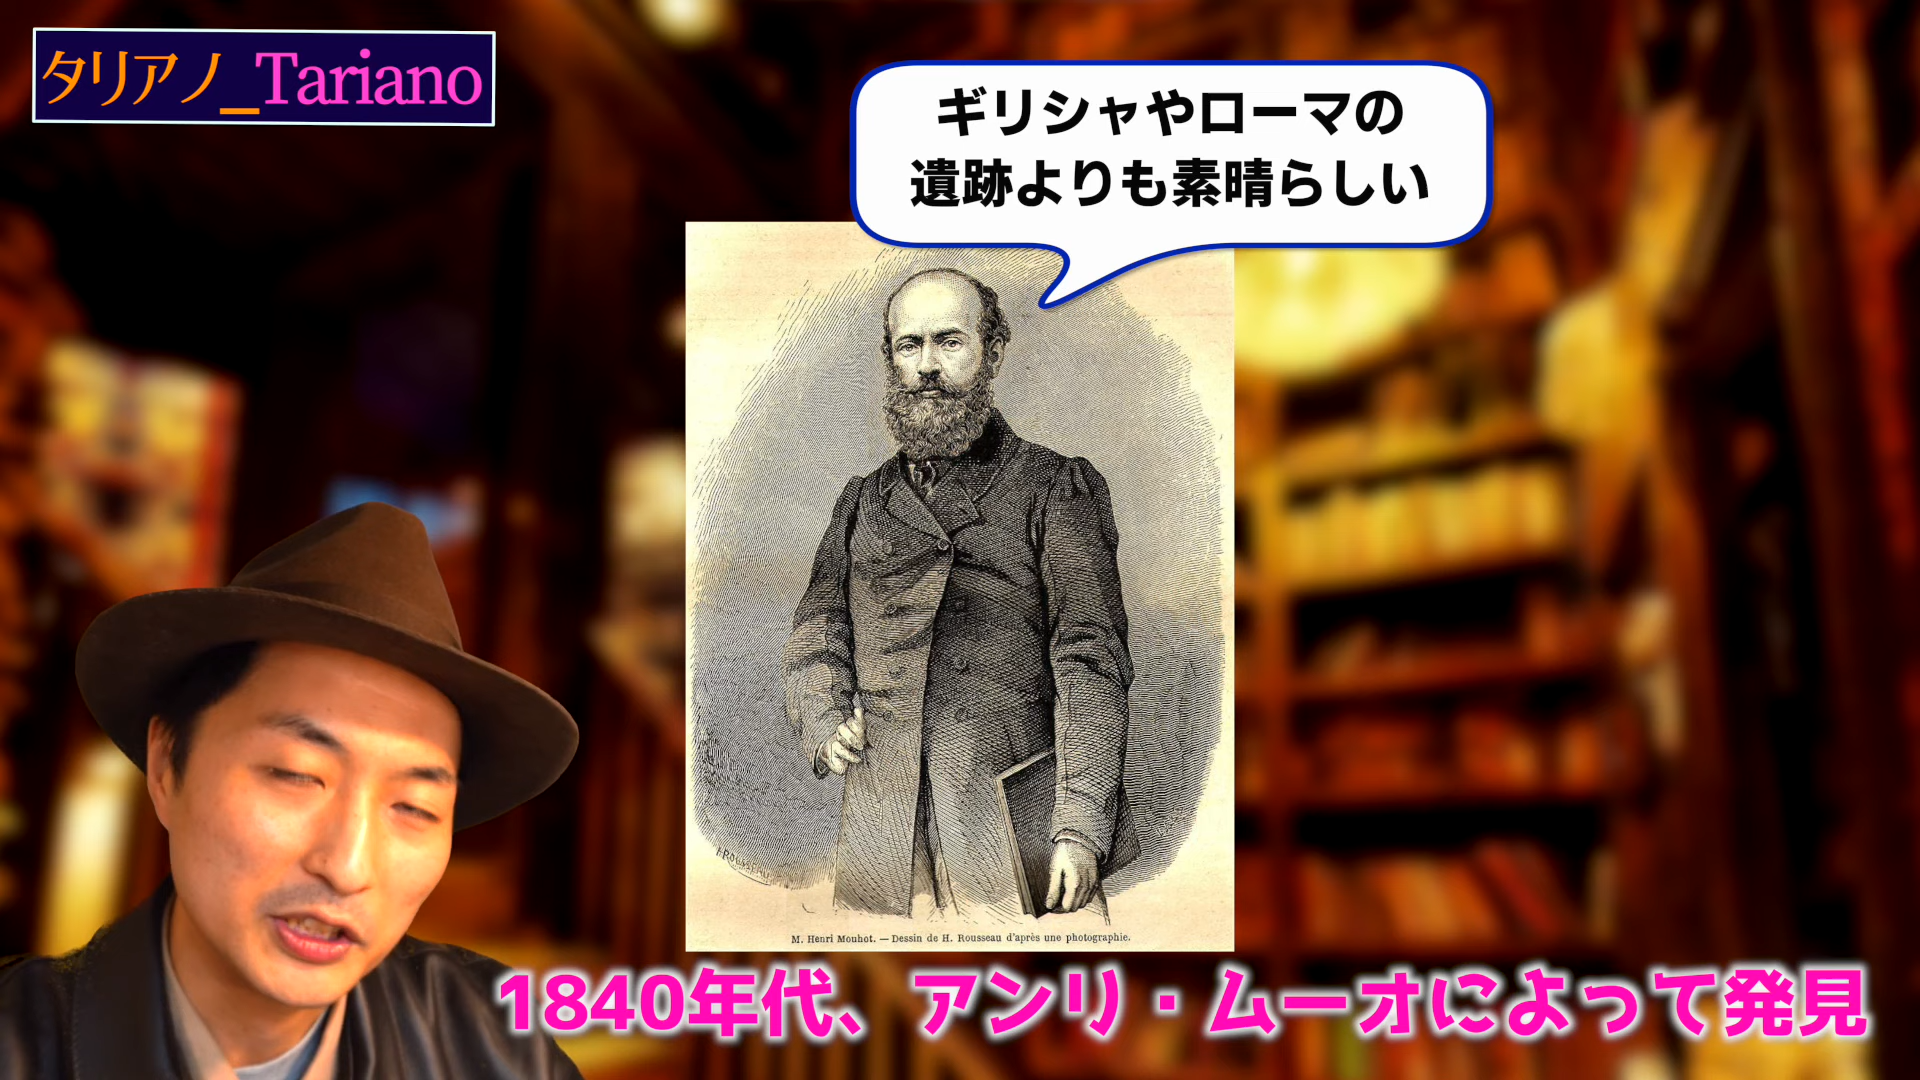 タリアノ_Tariano
ギリシャやローマの
遺跡よりも素晴らしい
M. Henri Mouhot. — Dessin de H. Rousseau d'après une photographie.
1840年代、アンリ・ムーオによって発見